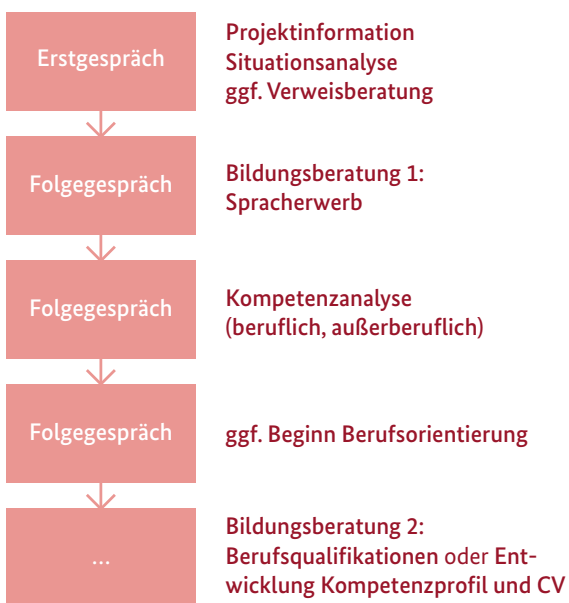 Erstgespräch
Projektinformation
Situationsanalyse
ggf. Verweisberatung
Folgegespräch
Bildungsberatung 1:
Spracherwerb
Folgegespräch
Kompetenzanalyse
(beruflich, außerberuflich)
Folgegespräch
ggf. Beginn Berufsorientierung
...
Bildungsberatung 2:
Berufsqualifikationen oder Ent-
wicklung Kompetenzprofil und CV